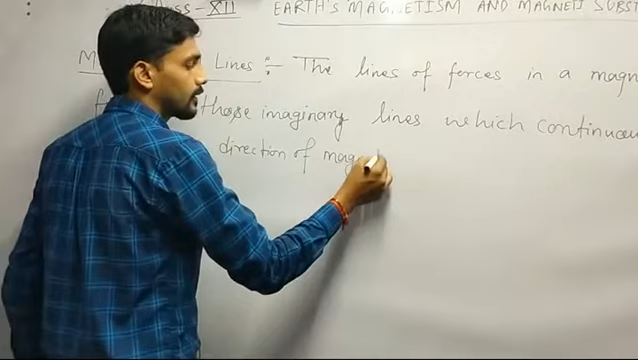 Class - XII EARTH'S MAGNETISM AND MAGNETI SUBST
Lines :- The lines of forces in a magn
those imaginary lines which continuou
direction of mag